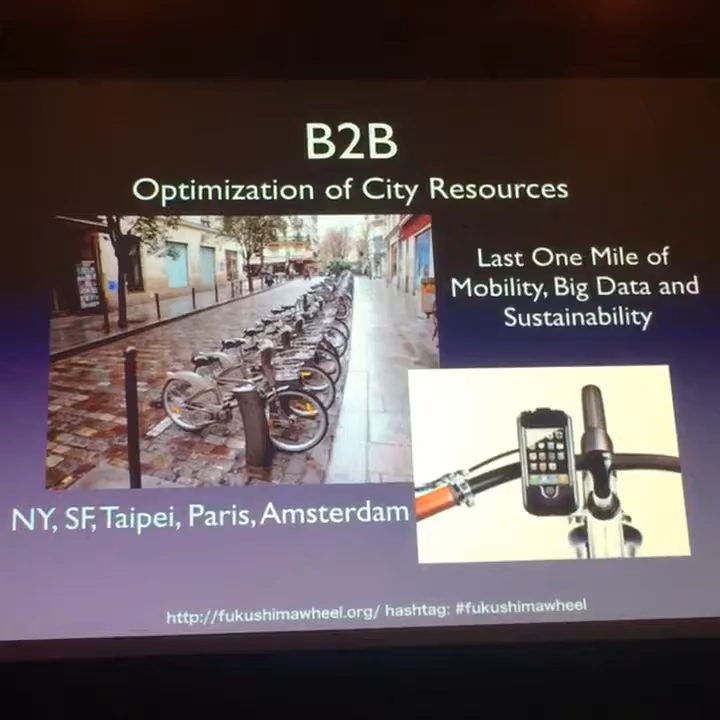 B2B
Optimization of City Resources
Last One Mile of
Mobility, Big Data and
Sustainability
NY, SF, Taipei, Paris, Amsterdam
http://fukushimawheel.org/ hashtag: #fukushimawheel